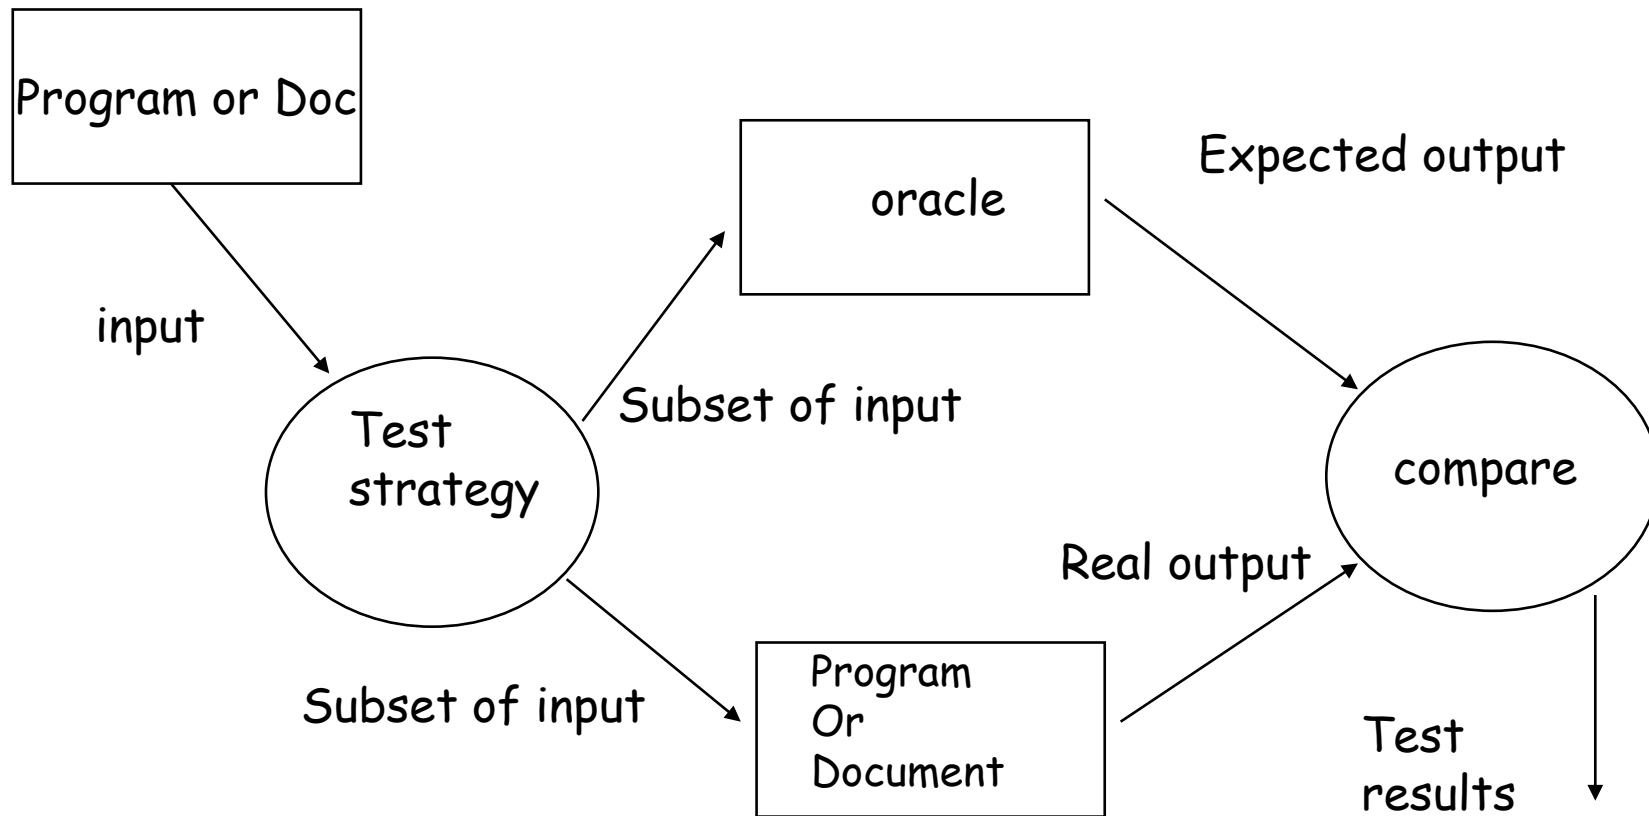 Program or Doc
oracle
Expected output
input
Subset of input
Test
strategy
compare
Real output
Subset of input
Program
Or
Document
Test
results